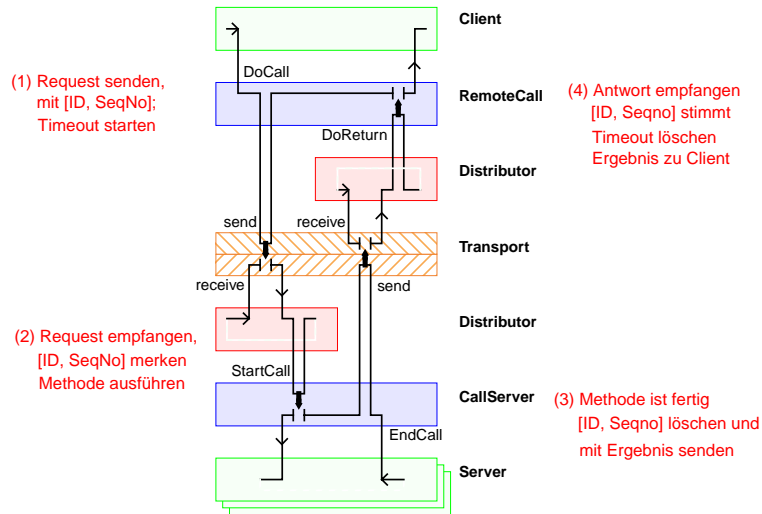 Client
DoCall
(1) Request senden,
mit [ID, SeqNo];
Timeout starten
RemoteCall
(4) Antwort empfangen
[ID, Seqno] stimmt
Timeout löschen
Ergebnis zu Client
DoReturn
Distributor
send
receive
Transport
receive
send
Distributor
(2) Request empfangen,
[ID, SeqNo] merken
Methode ausführen
StartCall
CallServer
(3) Methode ist fertig
[ID, Seqno] löschen und
mit Ergebnis senden
EndCall
Server